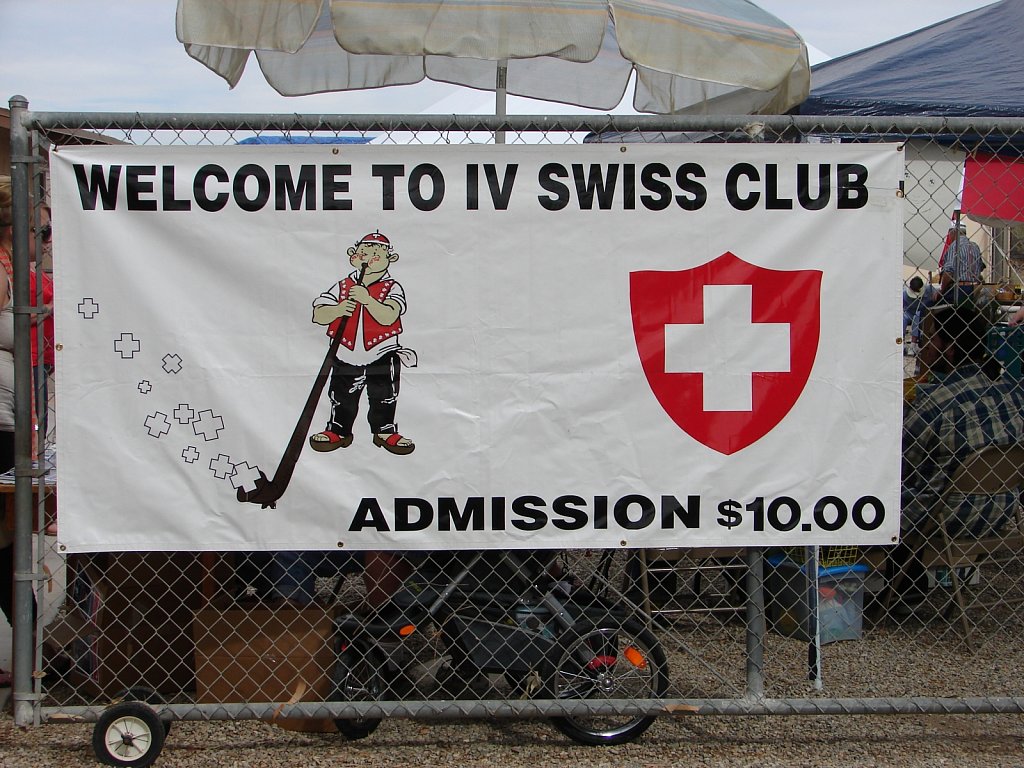 WELCOME TO IV SWISS CLUB
ADMISSION $10.00